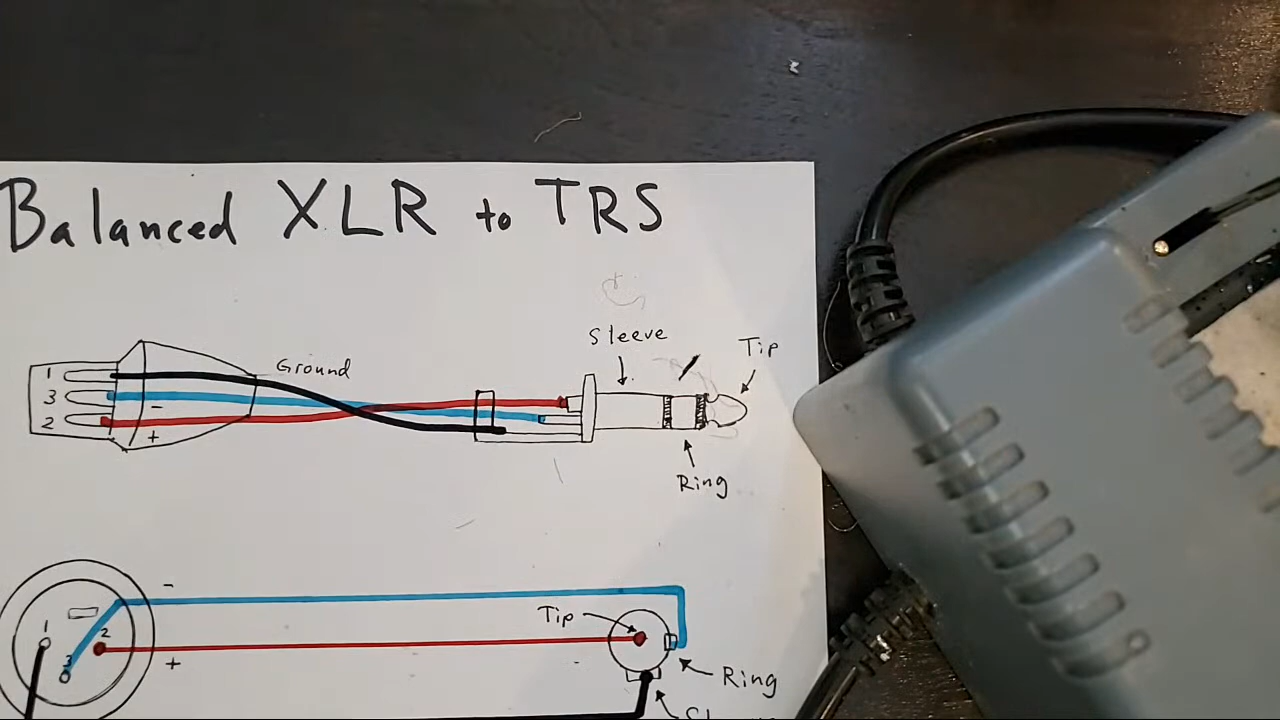 Balanced XLR to TRS
Sleeve
Tip
Ground
1
3
-
2
+
Ring
-
Tip
1
2
3
+
-
Ring